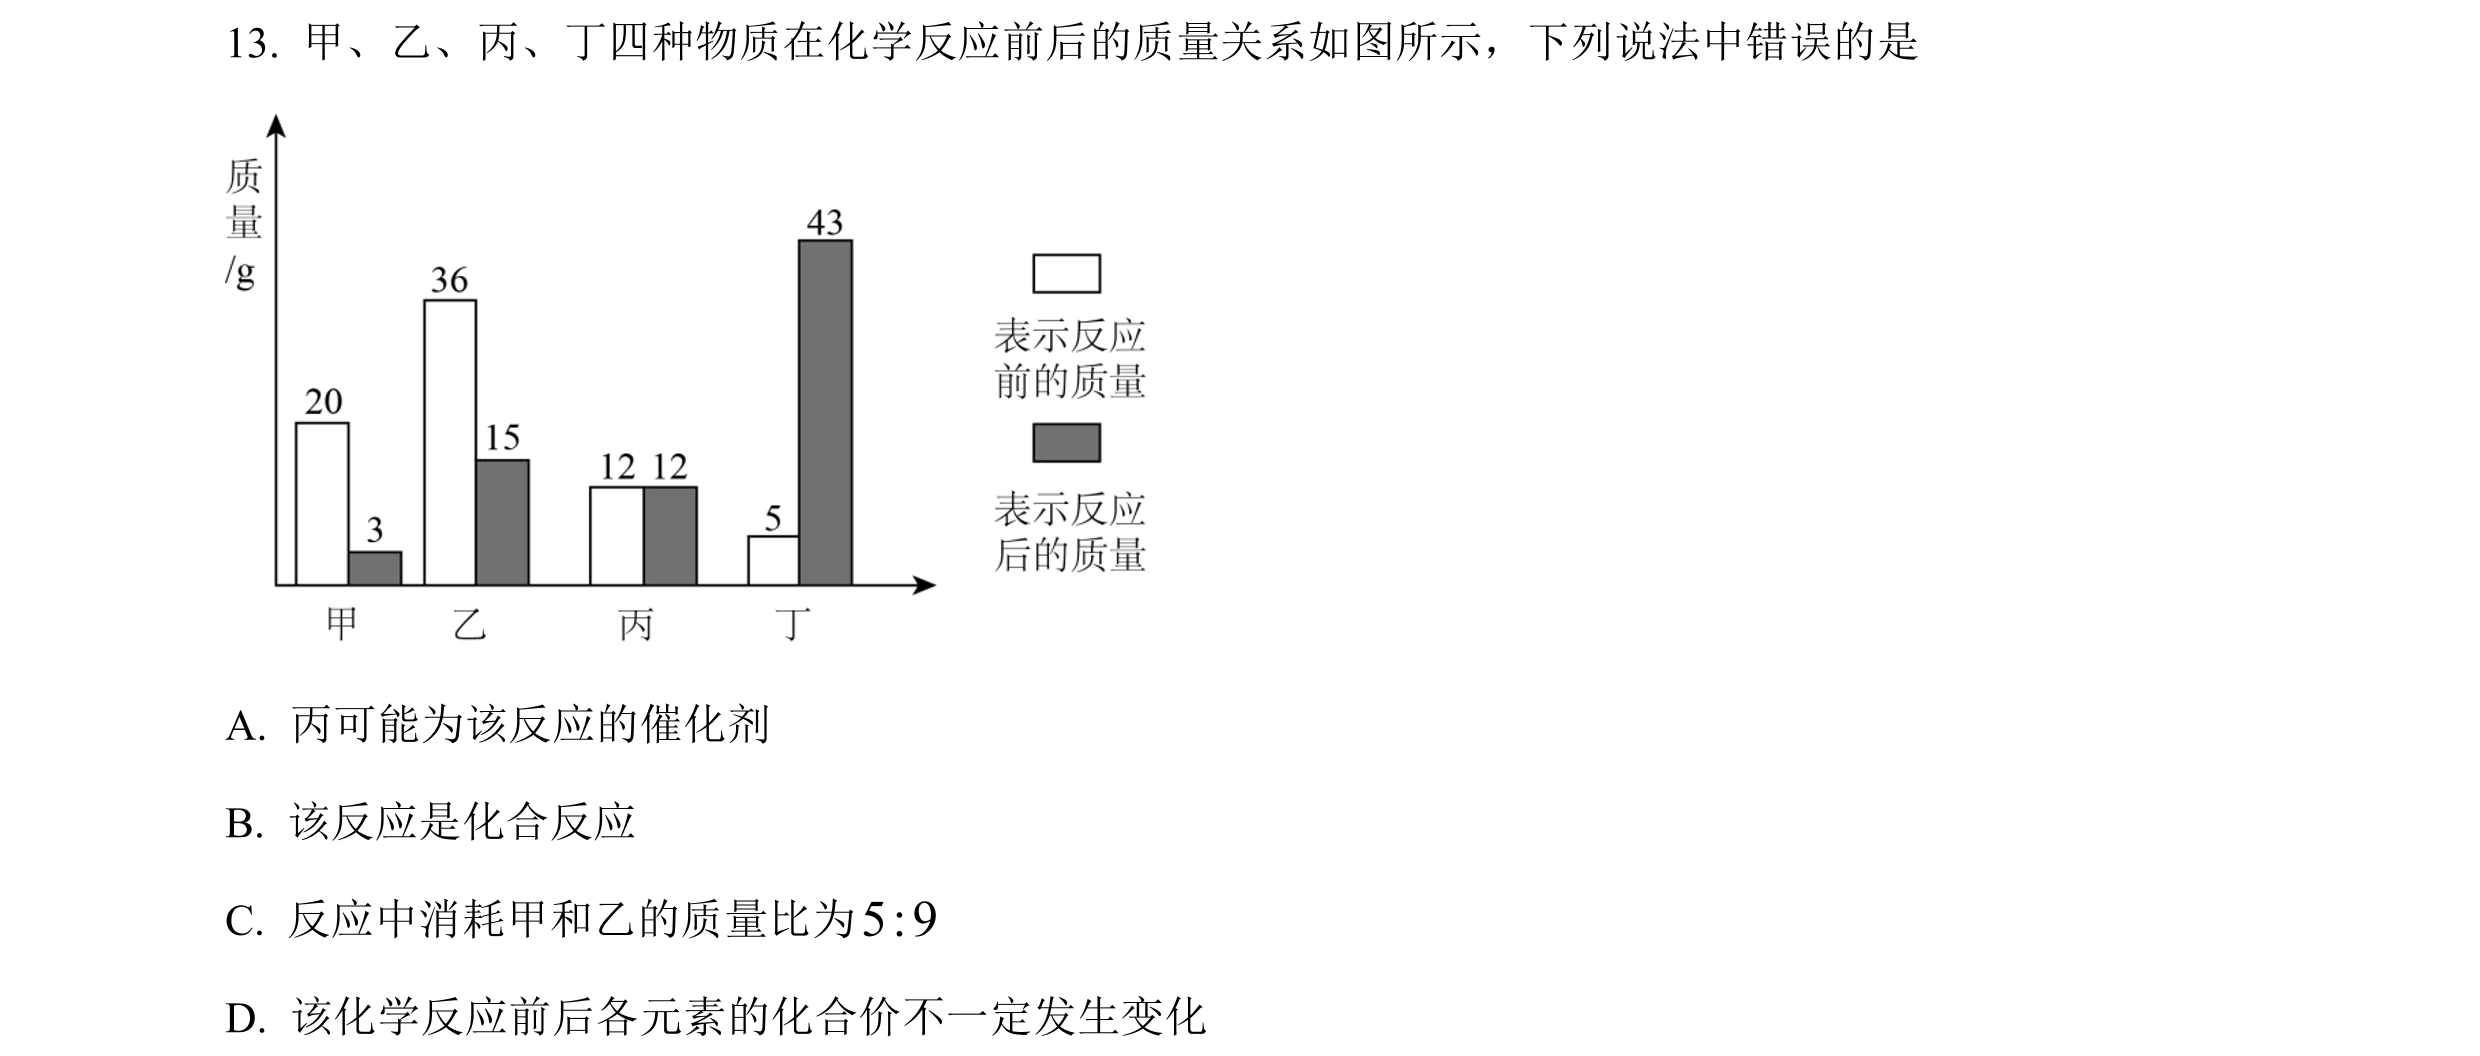 13. 甲、乙、丙、丁四种物质在化学反应前后的质量关系如图所示，下列说法中错误的是
质
量
/g
43
36
20
15
12 12
3
5
甲 乙 丙 丁
表示反应
前的质量
表示反应
后的质量
A. 丙可能为该反应的催化剂
B. 该反应是化合反应
C. 反应中消耗甲和乙的质量比为5:9
D. 该化学反应前后各元素的化合价不一定发生变化